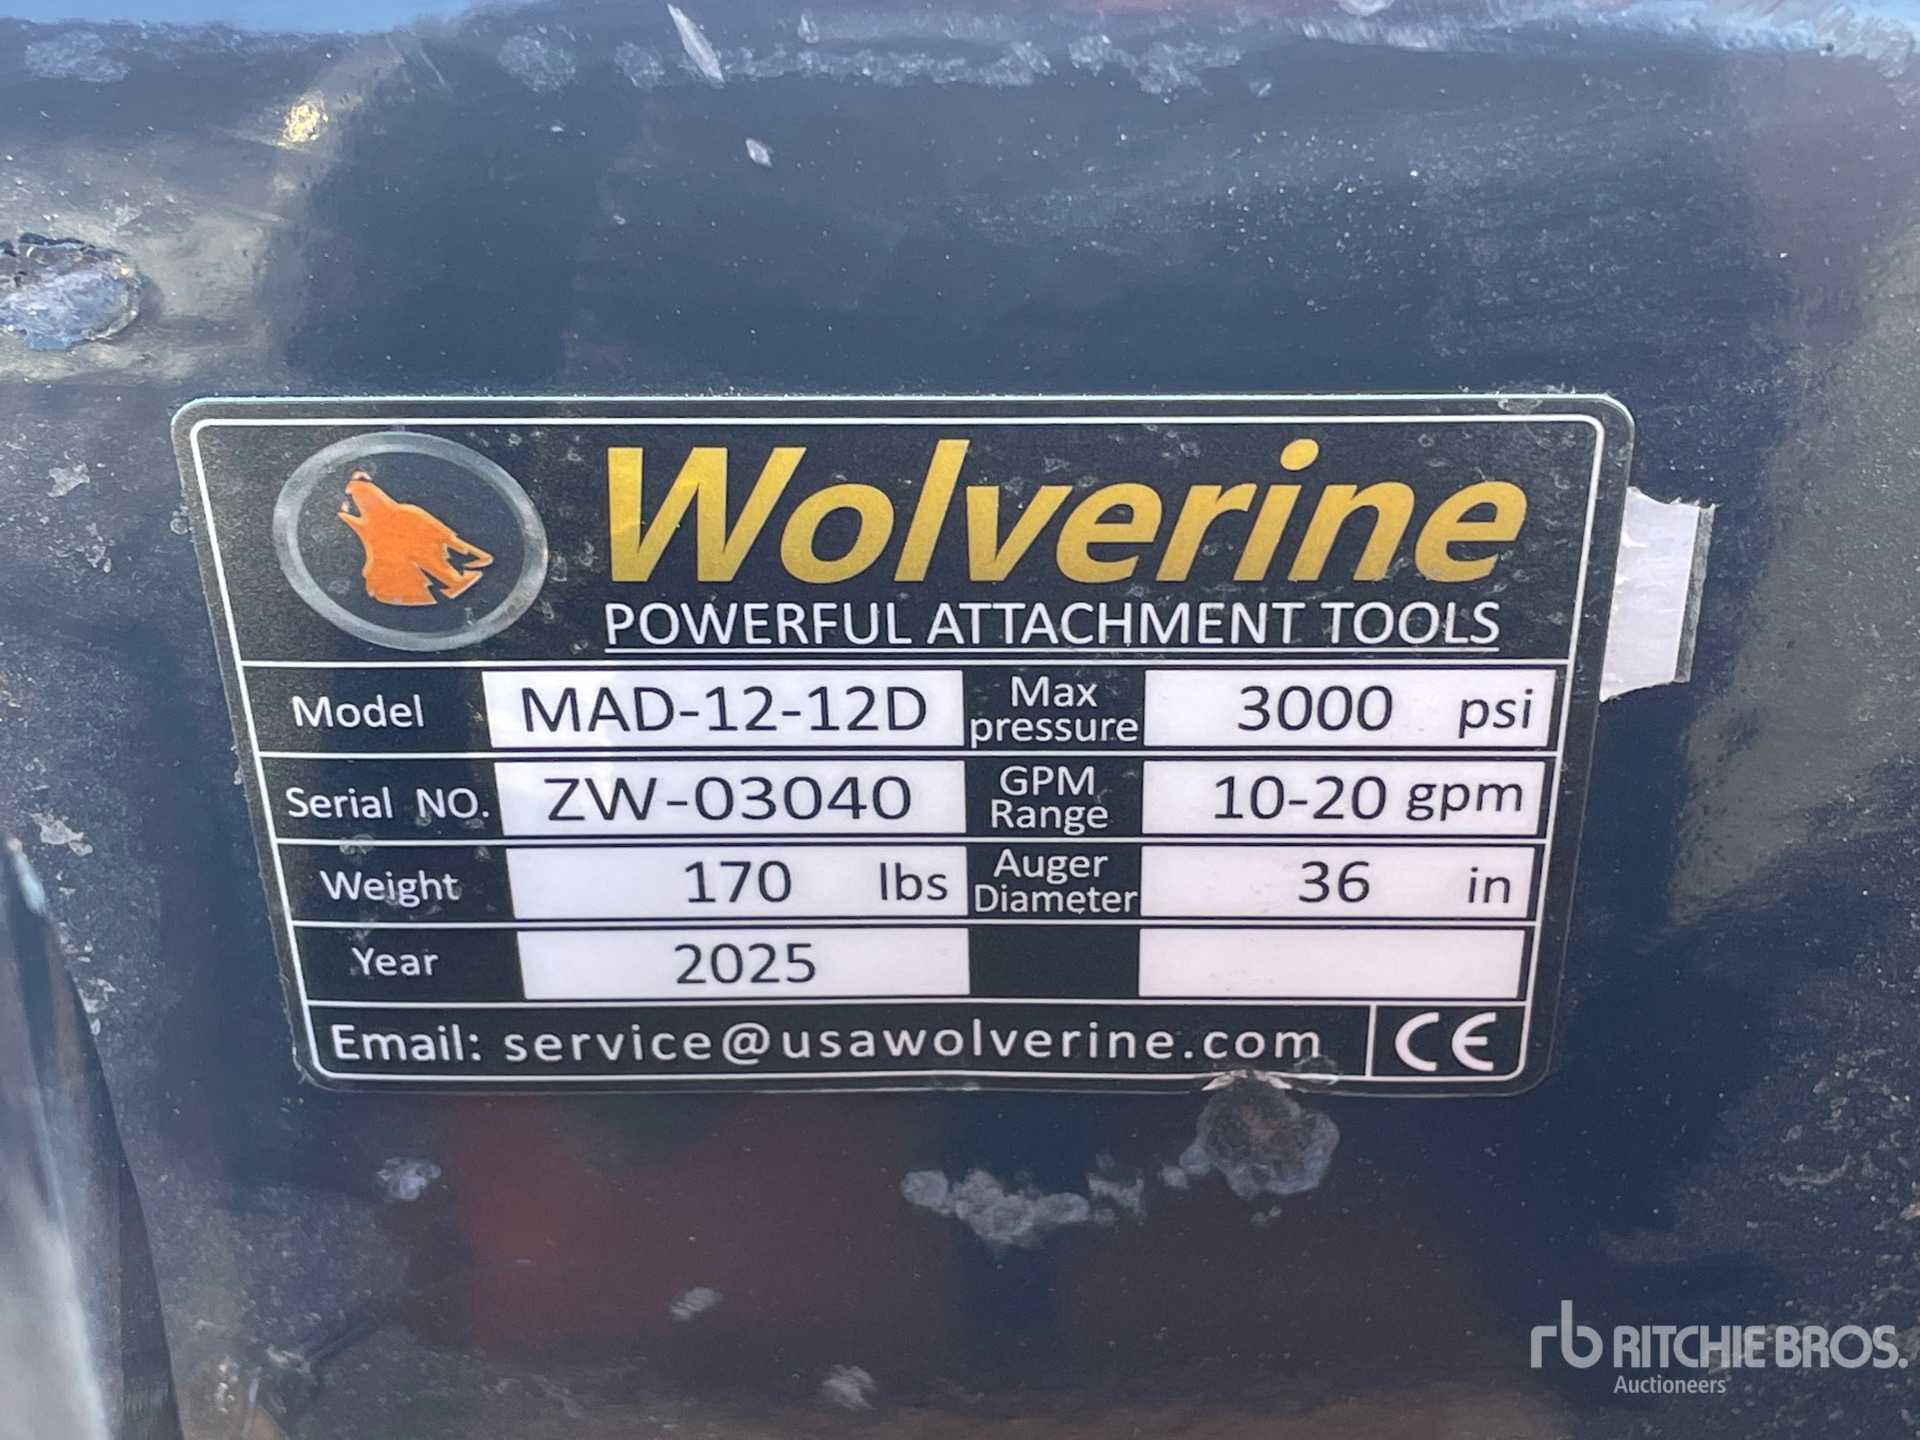 Wolverine
POWERFUL ATTACHMENT TOOLS
Model MAD-12-12D Max pressure 3000 psi
Serial NO. ZW-03040 GPM Range 10-20 gpm
Weight 170 lbs Auger Diameter 36 in
Year 2025
Email: service@usawolverine.com CE
rb RITCHIE BROS.
Auctioneers